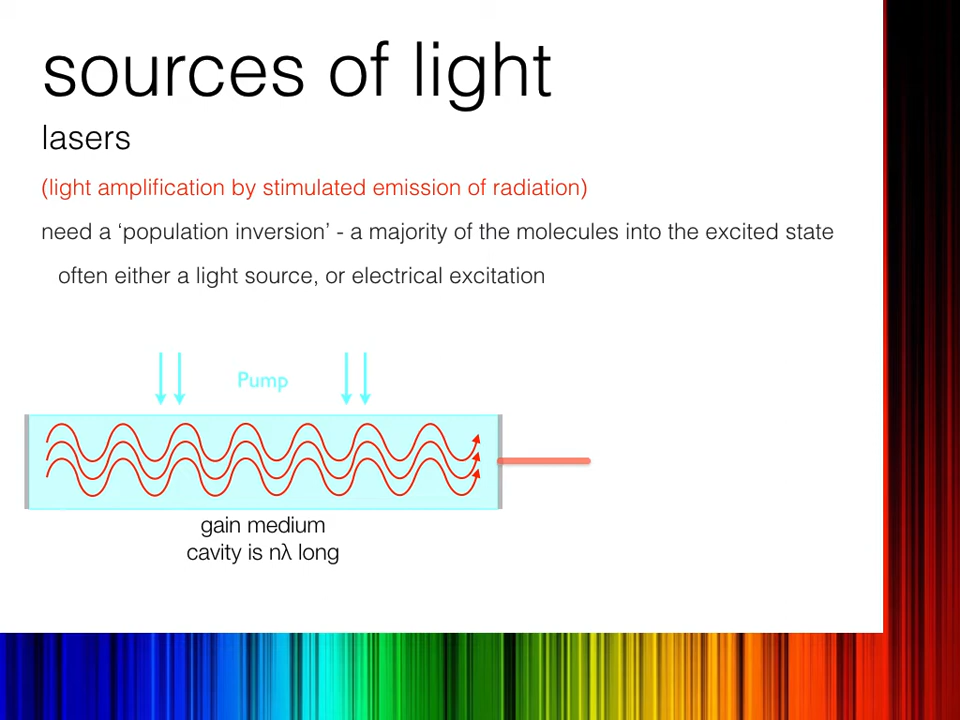 sources of light
lasers
(light amplification by stimulated emission of radiation)
need a ‘population inversion’ - a majority of the molecules into the excited state
often either a light source, or electrical excitation
Pump
gain medium
cavity is nλ long